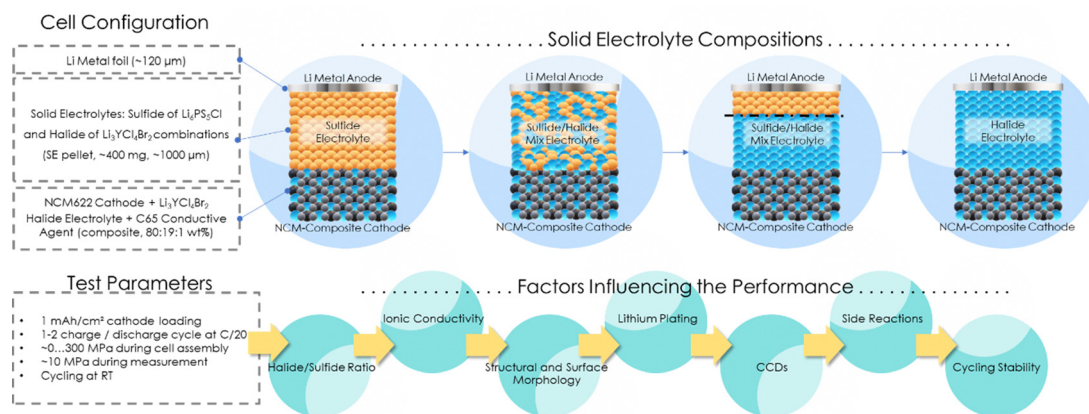 Cell Configuration
Li Metal foil (~120 μm)
Solid Electrolytes: Sulfide of Li₆PS₅Cl
and Halide of Li₃YCl₄Br₂ combinations
(SE pellet, ~400 mg, ~1000 μm)
NCM622 Cathode + Li₃YCl₄Br₂
Halide Electrolyte + C65 Conductive
Agent (composite, 80:19:1 wt%)
Solid Electrolyte Compositions
Li Metal Anode
Sulfide
Electrolyte
NCM-Composite Cathode
Li Metal Anode
Sulfide/Halide
Mix Electrolyte
NCM-Composite Cathode
Li Metal Anode
Sulfide/Halide
Mix Electrolyte
NCM-Composite Cathode
Li Metal Anode
Halide
Electrolyte
NCM-Composite Cathode
Test Parameters
• 1 mAh/cm² cathode loading
• 1-2 charge / discharge cycle at C/20
• ~0...300 MPa during cell assembly
• ~10 MPa during measurement
• Cycling at RT
Factors Influencing the Performance
Halide/Sulfide Ratio
Ionic Conductivity
Structural and Surface
Morphology
Lithium Plating
CCDs
Side Reactions
Cycling Stability